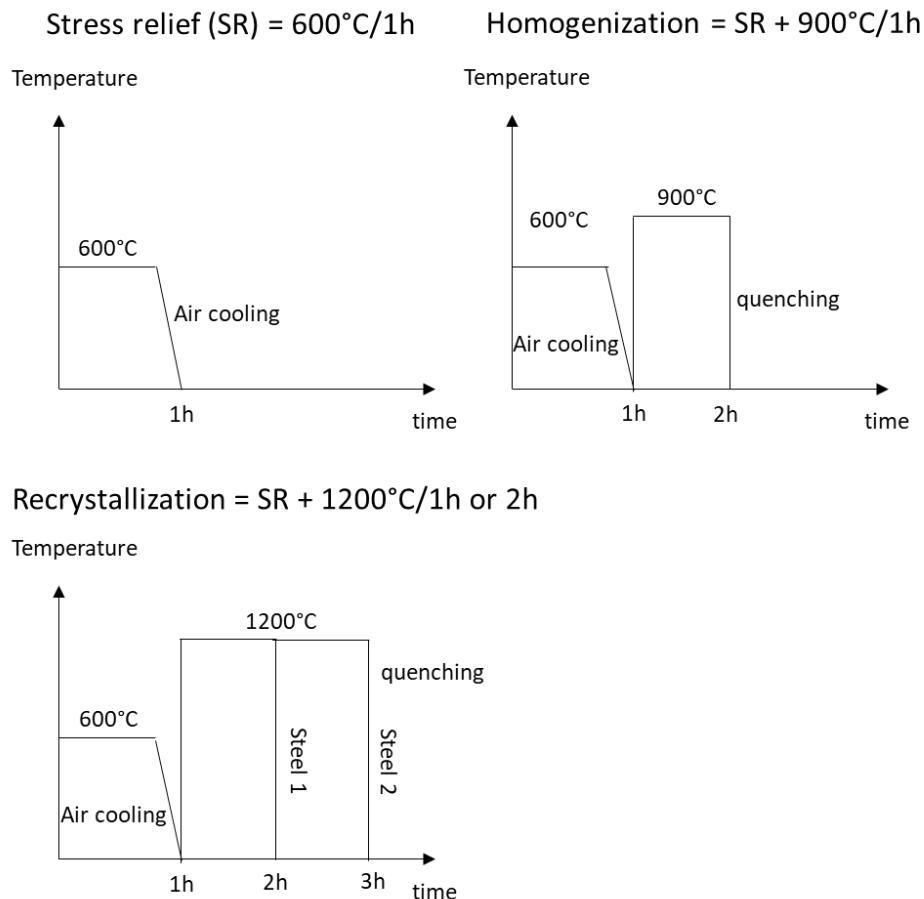 Stress relief (SR) = 600°C/1h
Temperature
600°C
Air cooling
1h
time
Homogenization = SR + 900°C/1h
Temperature
900°C
600°C
quenching
Air cooling
1h
2h
time
Recrystallization = SR + 1200°C/1h or 2h
Temperature
1200°C
quenching
600°C
Steel 1
Steel 2
Air cooling
1h
2h
3h
time